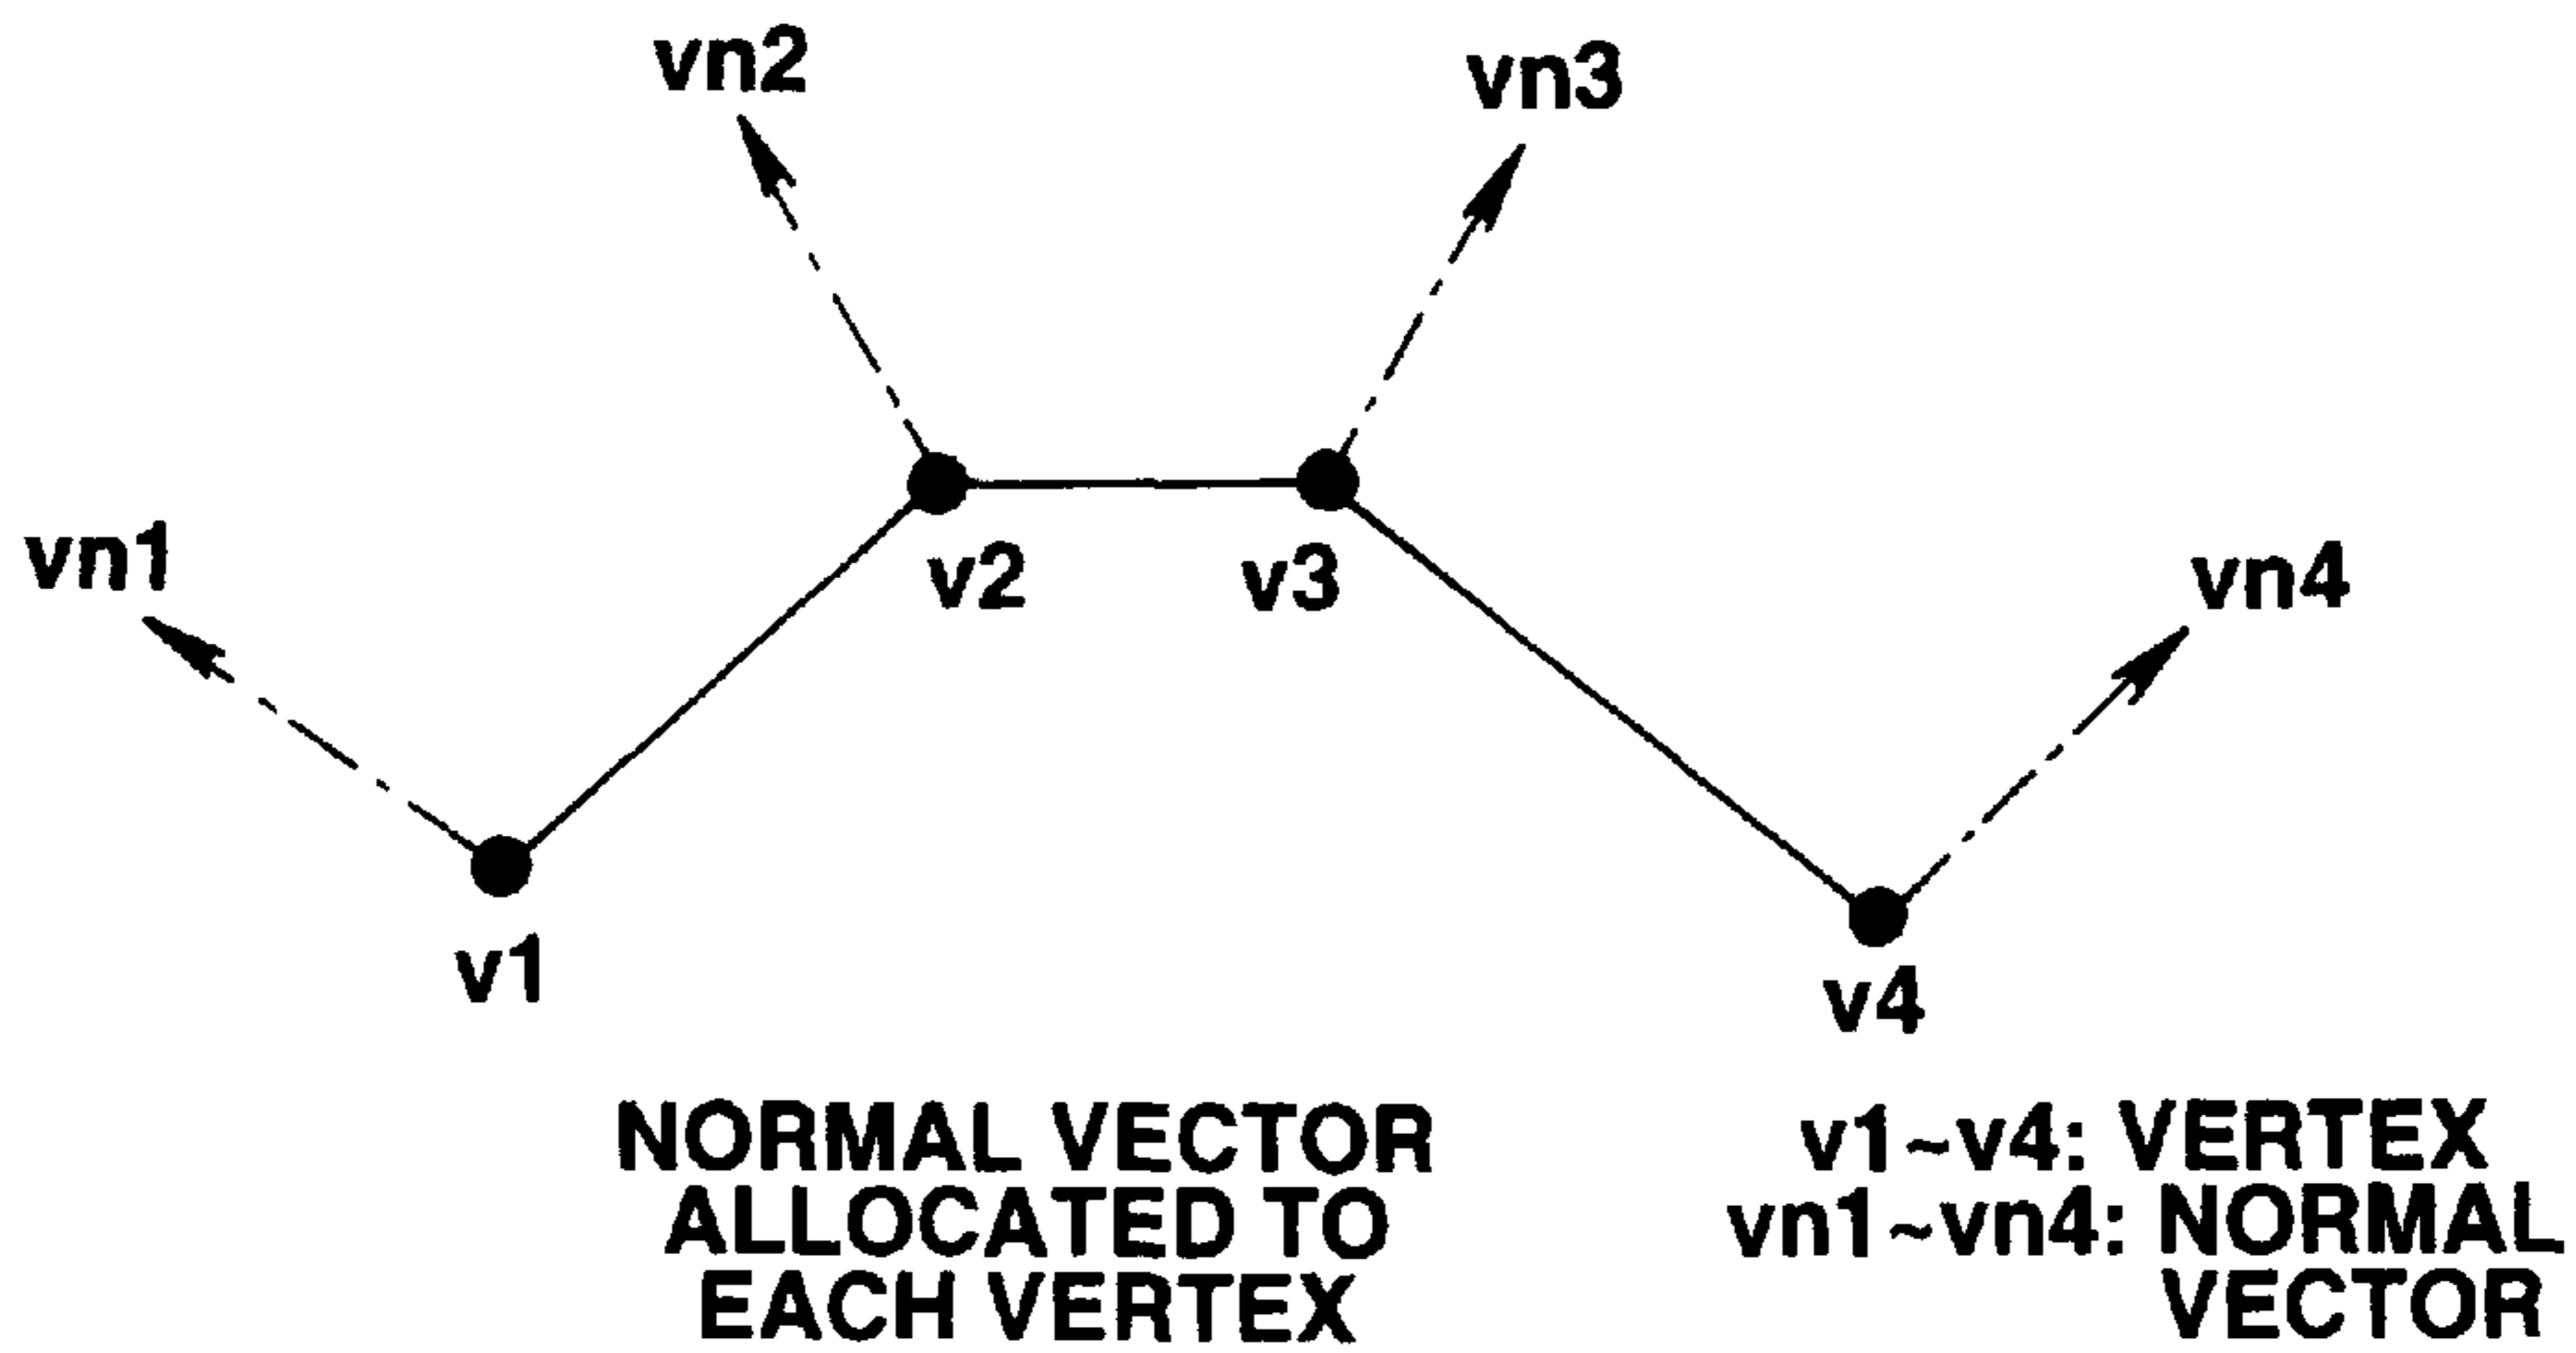 vn2
vn3
vn1
v2
v3
vn4
v1
v4
NORMAL VECTOR
ALLOCATED TO
EACH VERTEX
v1~v4: VERTEX
vn1~vn4: NORMAL
VECTOR